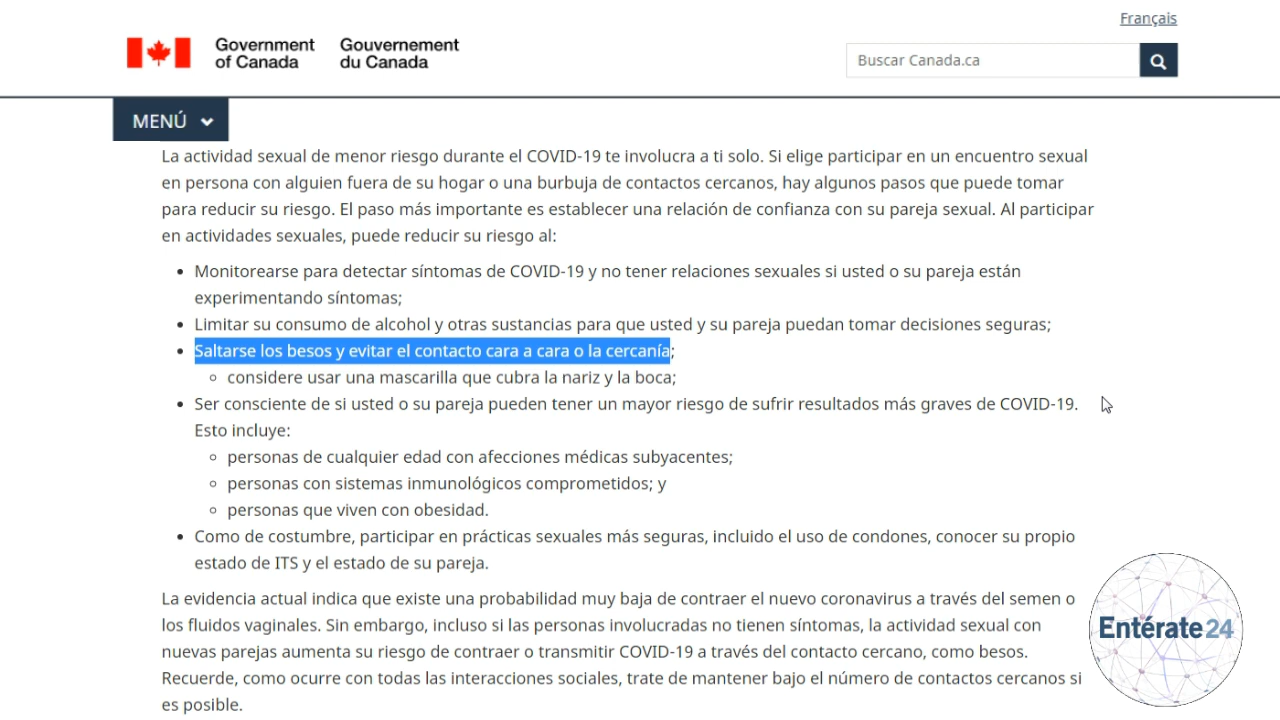 Français
Government
of Canada
Gouvernement
du Canada
Buscar Canada.ca
MENÚ
La actividad sexual de menor riesgo durante el COVID-19 te involucra a ti solo. Si elige participar en un encuentro sexual
en persona con alguien fuera de su hogar o una burbuja de contactos cercanos, hay algunos pasos que puede tomar
para reducir su riesgo. El paso más importante es establecer una relación de confianza con su pareja sexual. Al participar
en actividades sexuales, puede reducir su riesgo al:
• Monitorearse para detectar síntomas de COVID-19 y no tener relaciones sexuales si usted o su pareja están
experimentando síntomas;
• Limitar su consumo de alcohol y otras sustancias para que usted y su pareja puedan tomar decisiones seguras;
• Saltarse los besos y evitar el contacto cara a cara o la cercanía;
◦ considere usar una mascarilla que cubra la nariz y la boca;
• Ser consciente de si usted o su pareja pueden tener un mayor riesgo de sufrir resultados más graves de COVID-19.
Esto incluye:
◦ personas de cualquier edad con afecciones médicas subyacentes;
◦ personas con sistemas inmunológicos comprometidos; y
◦ personas que viven con obesidad.
• Como de costumbre, participar en prácticas sexuales más seguras, incluido el uso de condones, conocer su propio
estado de ITS y el estado de su pareja.
La evidencia actual indica que existe una probabilidad muy baja de contraer el nuevo coronavirus a través del semen o
los fluidos vaginales. Sin embargo, incluso si las personas involucradas no tienen síntomas, la actividad sexual con
nuevas parejas aumenta su riesgo de contraer o transmitir COVID-19 a través del contacto cercano, como besos.
Recuerde, como ocurre con todas las interacciones sociales, trate de mantener bajo el número de contactos cercanos si
es posible.
Entérate24